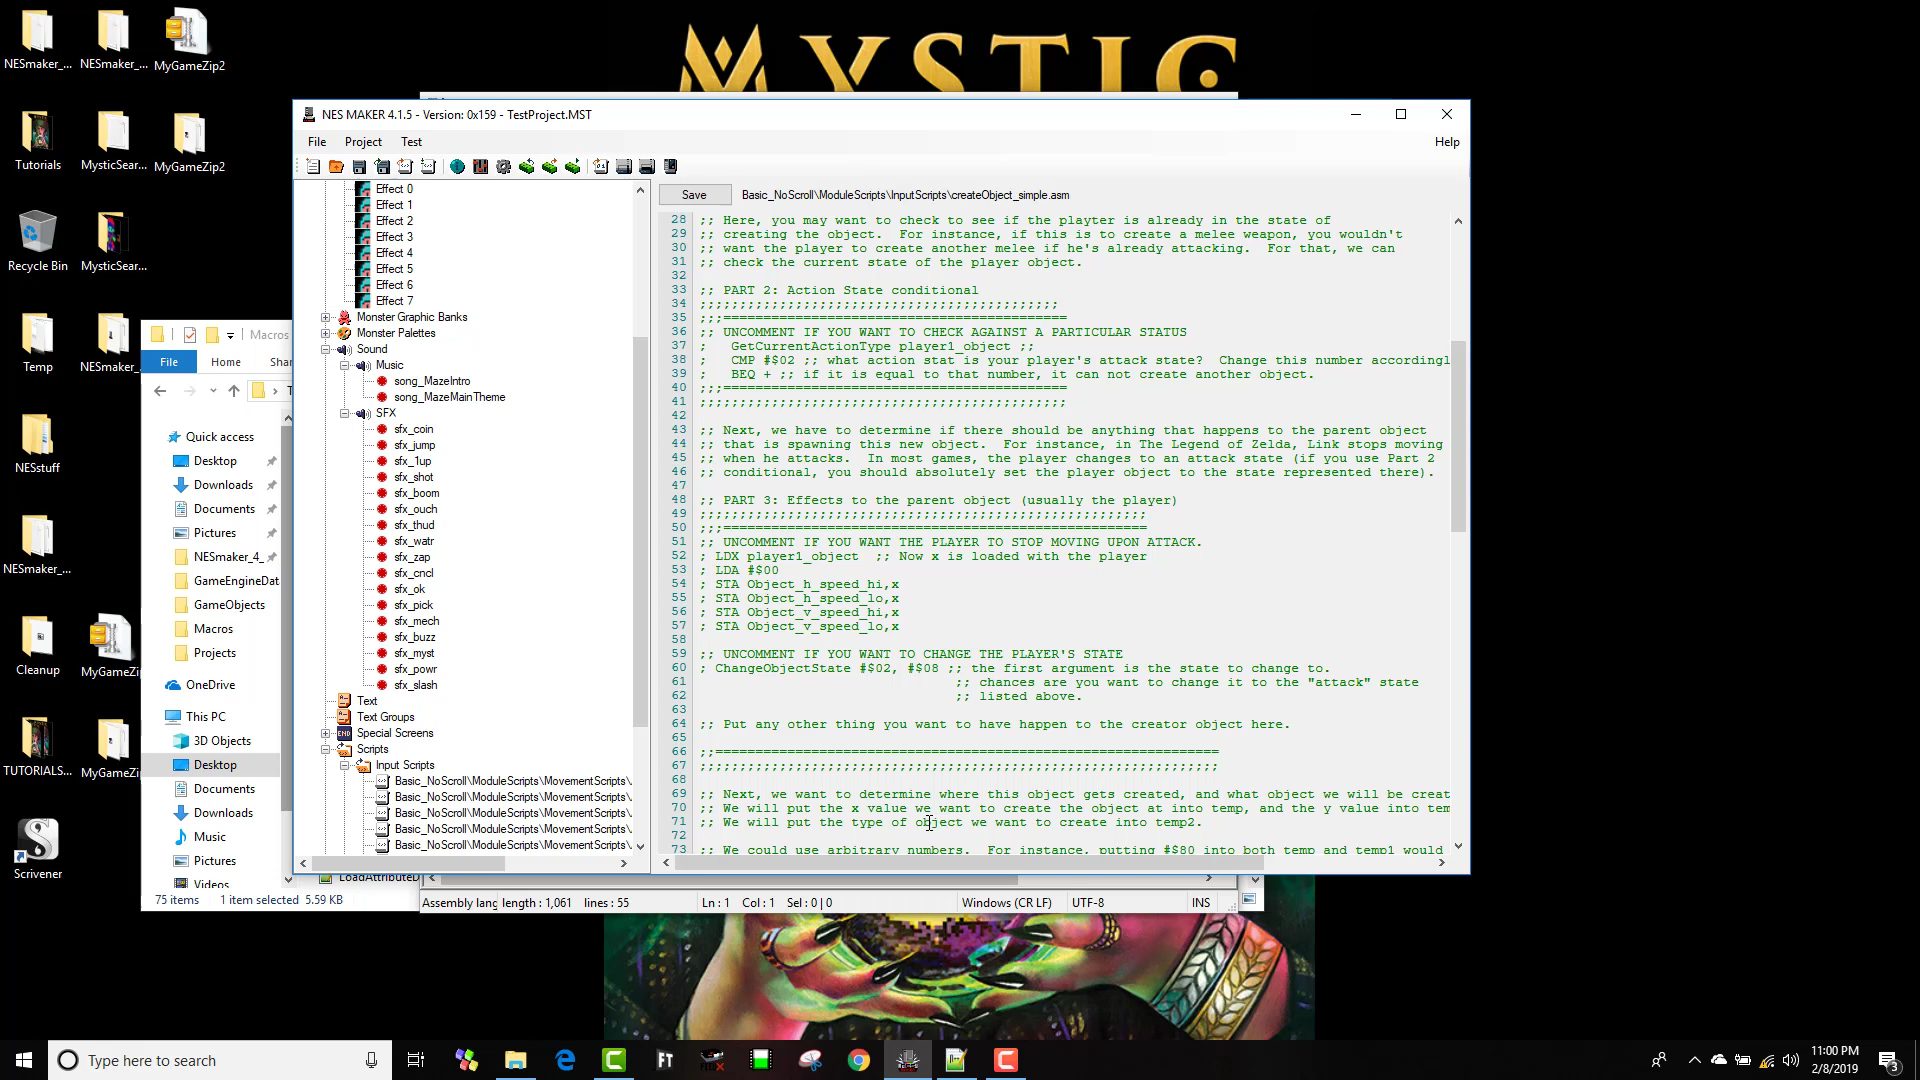 NESmaker_...
NESmaker_...
MyGameZip2
Tutorials
MysticSear...
MyGameZip2
Recycle Bin
MysticSear...
Temp
NESmaker_
NESstuff
NESmaker_...
Cleanup
MyGameZi
TUTORIALS...
MyGameZi
Scrivener
MYSTIC
NES MAKER 4.1.5 - Version: 0x159 - TestProject.MST
File Project Test Help
Effect 0
Effect 1
Effect 2
Effect 3
Effect 4
Effect 5
Effect 6
Effect 7
Monster Graphic Banks
Monster Palettes
Sound
Music
song_MazeIntro
song_MazeMainTheme
SFX
sfx_coin
sfx_jump
sfx_1up
sfx_shot
sfx_boom
sfx_ouch
sfx_thud
sfx_watr
sfx_zap
sfx_cncl
sfx_ok
sfx_pick
sfx_mech
sfx_buzz
sfx_myst
sfx_powr
sfx_slash
Text
Text Groups
Special Screens
Scripts
Input Scripts
Basic_NoScroll\ModuleScripts\MovementScripts\
Basic_NoScroll\ModuleScripts\MovementScripts\
Basic_NoScroll\ModuleScripts\MovementScripts\
Basic_NoScroll\ModuleScripts\MovementScripts\
Basic_NoScroll\ModuleScripts\MovementScripts\
Save Basic_NoScroll\ModuleScripts\InputScripts\createObject_simple.asm
28 ;; Here, you may want to check to see if the playter is already in the state of
29 ;; creating the object.  For instance, if this is to create a melee weapon, you wouldn't
30 ;; want the player to create another melee if he's already attacking.  For that, we can
31 ;; check the current state of the player object.
32
33 ;; PART 2: Action State conditional
34 ;;;;;;;;;;;;;;;;;;;;;;;;;;;;;;;;;;;;;;;;;;;;;
35 ;;;===========================================
36 ;; UNCOMMENT IF YOU WANT TO CHECK AGAINST A PARTICULAR STATUS
37 ;   GetCurrentActionType player1_object ;;
38 ;   CMP #$02 ;; what action stat is your player's attack state?  Change this number accordingl
39 ;   BEQ + ;; if it is equal to that number, it can not create another object.
40 ;;;===========================================
41 ;;;;;;;;;;;;;;;;;;;;;;;;;;;;;;;;;;;;;;;;;;;;;;
42
43 ;; Next, we have to determine if there should be anything that happens to the parent object
44 ;; that is spawning this new object.  For instance, in The Legend of Zelda, Link stops moving
45 ;; when he attacks.  In most games, the player changes to an attack state (if you use Part 2
46 ;; conditional, you should absolutely set the player object to the state represented there).
47
48 ;; PART 3: Effects to the parent object (usually the player)
49 ;;;;;;;;;;;;;;;;;;;;;;;;;;;;;;;;;;;;;;;;;;;;;;;;;;;;;;;;
50 ;;;=====================================================
51 ;; UNCOMMENT IF YOU WANT THE PLAYER TO STOP MOVING UPON ATTACK.
52 ; LDX player1_object  ;; Now x is loaded with the player
53 ; LDA #$00
54 ; STA Object_h_speed_hi,x
55 ; STA Object_h_speed_lo,x
56 ; STA Object_v_speed_hi,x
57 ; STA Object_v_speed_lo,x
58
59 ;; UNCOMMENT IF YOU WANT TO CHANGE THE PLAYER'S STATE
60 ; ChangeObjectState #$02, #$08 ;; the first argument is the state to change to.
61 ;; chances are you want to change it to the "attack" state
62 ;; listed above.
63
64 ;; Put any other thing you want to have happen to the creator object here.
65
66 ;;===============================================================
67 ;;;;;;;;;;;;;;;;;;;;;;;;;;;;;;;;;;;;;;;;;;;;;;;;;;;;;;;;;;;;;;;;;
68
69 ;; Next, we want to determine where this object gets created, and what object we will be creat
70 ;; We will put the x value we want to create the object at into temp, and the y value into tem
71 ;; We will put the type of object we want to create into temp2.
72
73 ;; We could use arbitrary numbers.  For instance, putting #$80 into both temp and temp1 would
Macros
File Home Shar
Quick access
Desktop
Downloads
Documents
Pictures
NESmaker_4_
GameEngineDat
GameObjects
Macros
Projects
OneDrive
This PC
3D Objects
Desktop
Documents
Downloads
Music
Pictures
Videos
LoadAttributeD
75 items 1 item selected 5.59 KB
Assembly lang length : 1,061 lines : 55 Ln : 1 Col : 1 Sel : 0 | 0 Windows (CR LF) UTF-8 INS
Type here to search
FT
11:00 PM
2/8/2019
3